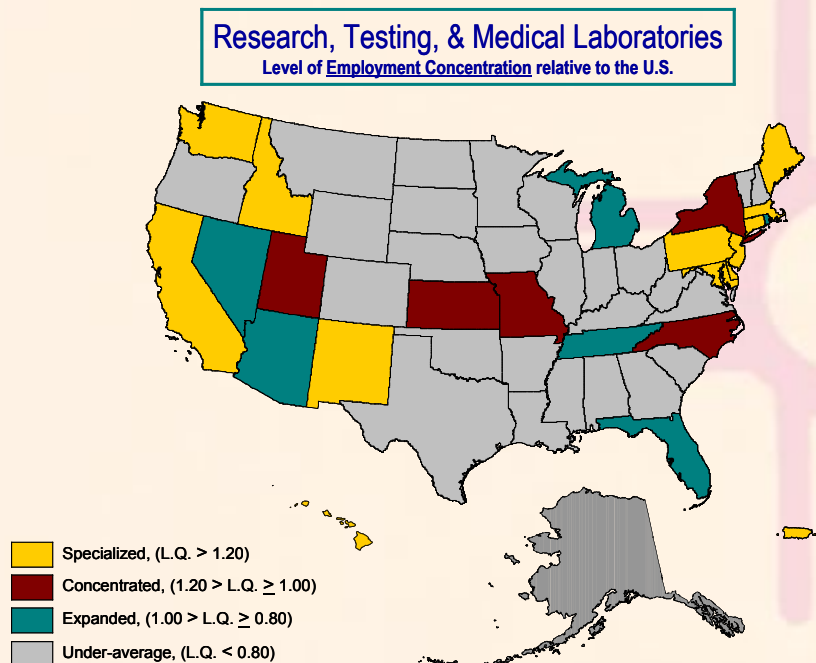 Research, Testing, & Medical Laboratories
Level of Employment Concentration relative to the U.S.
Specialized, (L.Q. > 1.20)
Concentrated, (1.20 > L.Q. ≥ 1.00)
Expanded, (1.00 > L.Q. ≥ 0.80)
Under-average, (L.Q. < 0.80)